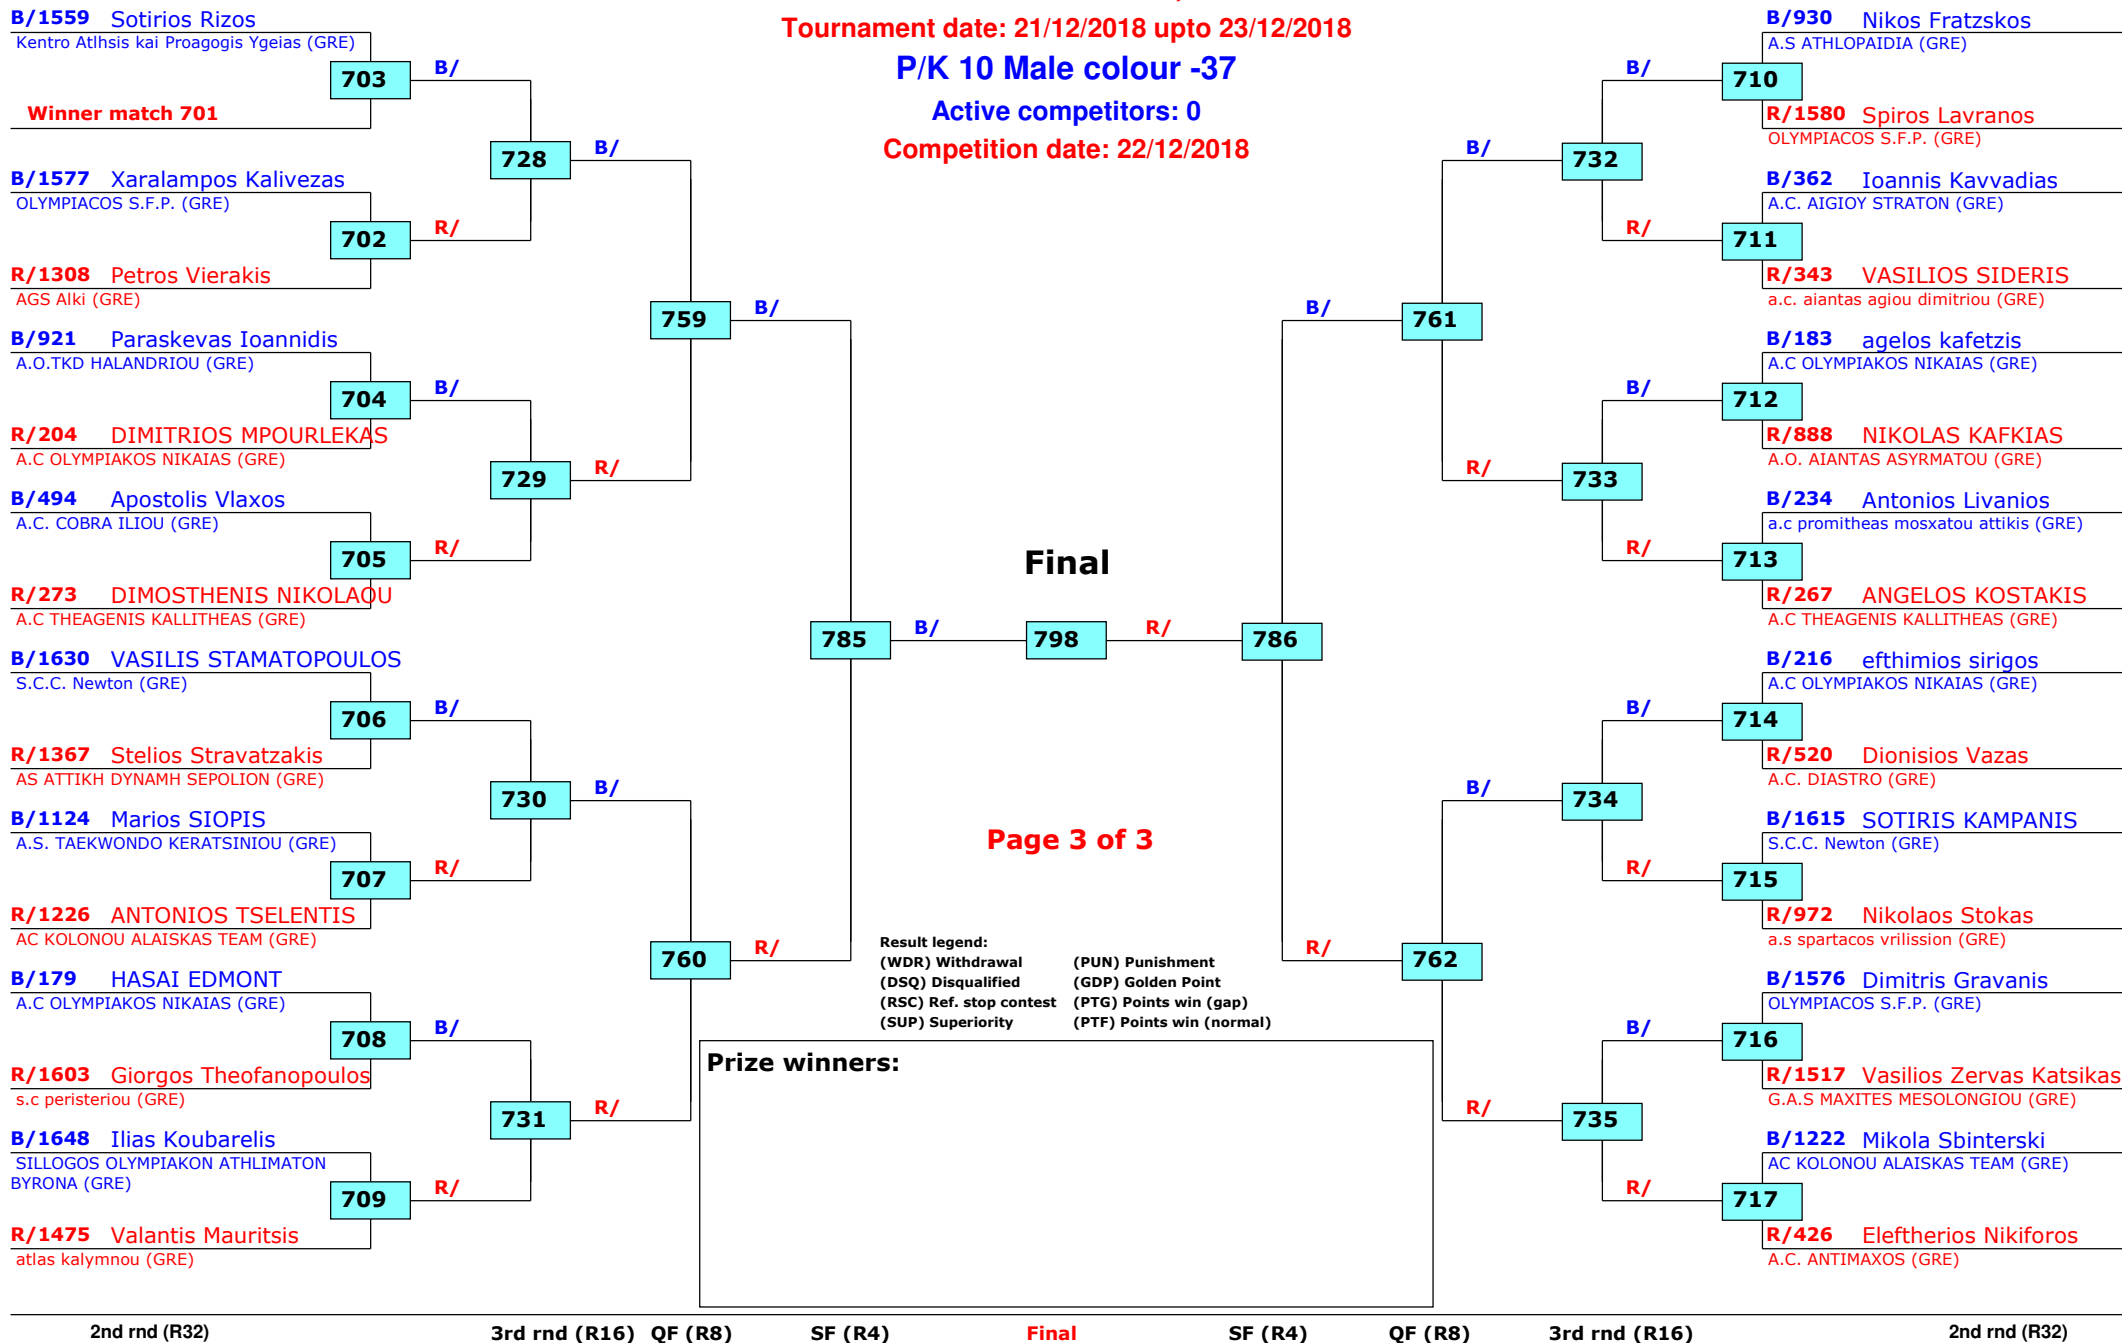 Tournament date: 21/12/2018 upto 23/12/2018
P/K 10 Male colour -37
Active competitors: 0
Competition date: 22/12/2018
B/1559 Sotirios Rizos
Kentro Atlhsis kai Proagogis Ygeias (GRE)
703
B/
Winner match 701
728
B/
B/1577 Xaralampos Kalivezas
OLYMPIACOS S.F.P. (GRE)
702
R/
R/1308 Petros Vierakis
AGS Alki (GRE)
759
B/
B/921 Paraskevas Ioannidis
A.O.TKD HALANDRIOU (GRE)
704
B/
R/204 DIMITRIOS MPOURLEKAS
A.C OLYMPIAKOS NIKAIAS (GRE)
729
R/
B/494 Apostolis Vlaxos
A.C. COBRA ILIOU (GRE)
705
R/
R/273 DIMOSTHENIS NIKOLAOU
A.C THEAGENIS KALLITHEAS (GRE)
785
B/
B/1630 VASILIS STAMATOPOULOS
S.C.C. Newton (GRE)
706
B/
R/1367 Stelios Stravatzakis
AS ATTIKH DYNAMH SEPOLION (GRE)
730
B/
B/1124 Marios SIOPIS
A.S. TAEKWONDO KERATSINIOU (GRE)
707
R/
R/1226 ANTONIOS TSELENTIS
AC KOLONOU ALAISKAS TEAM (GRE)
760
R/
B/179 HASAI EDMONT
A.C OLYMPIAKOS NIKAIAS (GRE)
708
B/
R/1603 Giorgos Theofanopoulos
s.c peristeriou (GRE)
731
R/
B/1648 Ilias Koubarelis
SILLOGOS OLYMPIAKON ATHLIMATON
BYRONA (GRE)
709
R/
R/1475 Valantis Mauritsis
atlas kalymnou (GRE)
Final
798
R/
786
Page 3 of 3
Result legend:
(WDR) Withdrawal (PUN) Punishment
(DSQ) Disqualified (GDP) Golden Point
(RSC) Ref. stop contest (PTG) Points win (gap)
(SUP) Superiority (PTF) Points win (normal)
Prize winners:
B/930 Nikos Fratzskos
A.S ATHLOPAIDIA (GRE)
B/
710
R/1580 Spiros Lavranos
OLYMPIACOS S.F.P. (GRE)
B/
732
B/362 Ioannis Kavvadias
A.C. AIGIOY STRATON (GRE)
R/
711
R/343 VASILIOS SIDERIS
a.c. aiantas agiou dimitriou (GRE)
B/
761
B/183 agelos kafetzis
A.C OLYMPIAKOS NIKAIAS (GRE)
B/
712
R/888 NIKOLAS KAFKIAS
A.O. AIANTAS ASYRMATOU (GRE)
R/
733
B/234 Antonios Livanios
a.c promitheas mosxatou attikis (GRE)
R/
713
R/267 ANGELOS KOSTAKIS
A.C THEAGENIS KALLITHEAS (GRE)
B/216 efthimios sirigos
A.C OLYMPIAKOS NIKAIAS (GRE)
B/
714
R/520 Dionisios Vazas
A.C. DIASTRO (GRE)
B/
734
B/1615 SOTIRIS KAMPANIS
S.C.C. Newton (GRE)
R/
715
R/972 Nikolaos Stokas
a.s spartacos vrilission (GRE)
R/
762
B/1576 Dimitris Gravanis
OLYMPIACOS S.F.P. (GRE)
B/
716
R/1517 Vasilios Zervas Katsikas
G.A.S MAXITES MESOLONGIOU (GRE)
R/
735
B/1222 Mikola Sbinterski
AC KOLONOU ALAISKAS TEAM (GRE)
R/
717
R/426 Eleftherios Nikiforos
A.C. ANTIMAXOS (GRE)
2nd rnd (R32) 3rd rnd (R16) QF (R8) SF (R4) Final SF (R4) QF (R8) 3rd rnd (R16) 2nd rnd (R32)